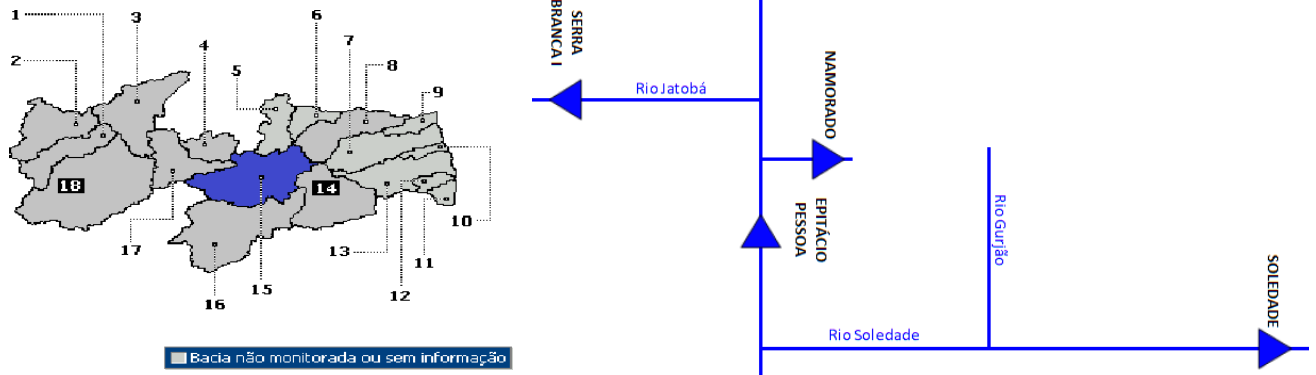 1
2
3
4
5
6
7
8
9
10
11
12
13
14
15
16
17
18
Bacia não monitorada ou sem informação
SERRA
BRANCA I
Rio Jatobá
NAMORADO
EPITÁCIO
PESSOA
Rio Gurjão
Rio Soledade
SOLEDADE